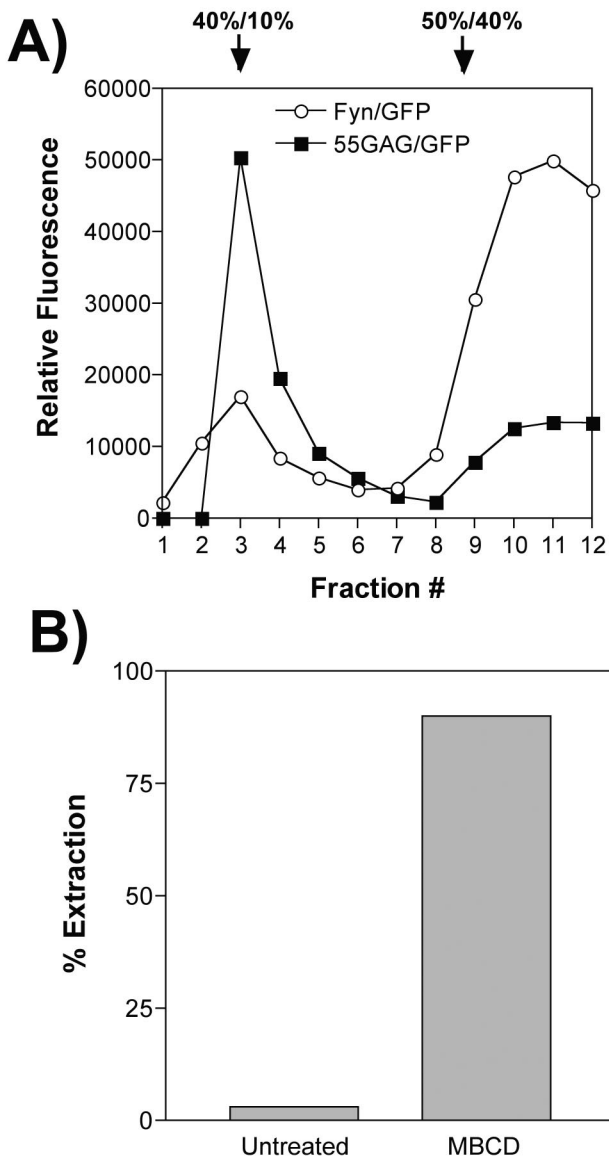 40%/10% 50%/40%
A)
60000
50000
40000
30000
20000
10000
0
Relative Fluorescence
Fyn/GFP
55GAG/GFP
1 2 3 4 5 6 7 8 9 10 11 12
Fraction #
B)
100
75
50
25
0
% Extraction
Untreated MBCD